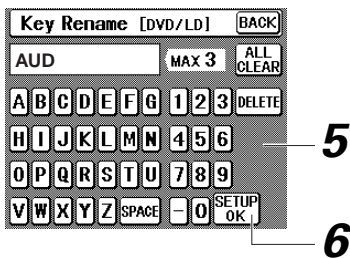 Key Rename [DVD/LD] BACK
AUD MAX 3 ALL CLEAR
A B C D E F G 1 2 3 DELETE
H I J K L M N 4 5 6
5
O P Q R S T U 7 8 9
V W X Y Z SPACE - 0 SETUP OK
6